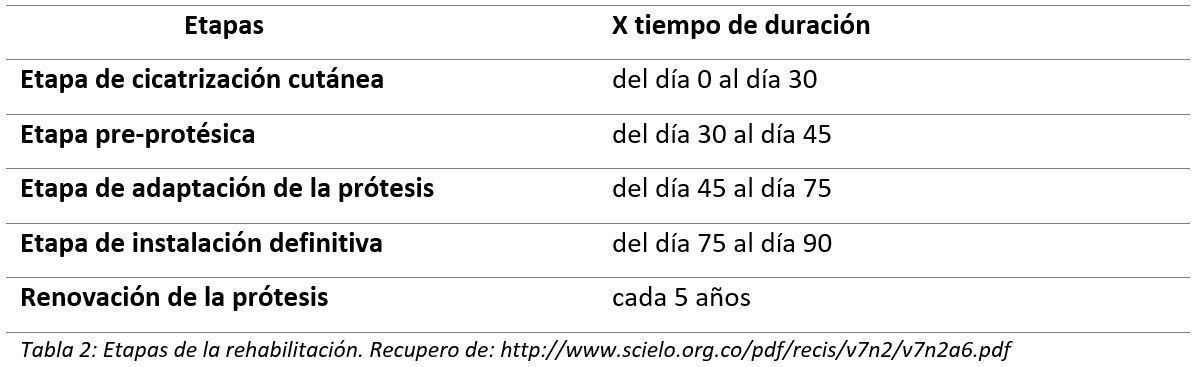 Etapas X tiempo de duración
Etapa de cicatrización cutánea del día 0 al día 30
Etapa pre-protésica del día 30 al día 45
Etapa de adaptación de la prótesis del día 45 al día 75
Etapa de instalación definitiva del día 75 al día 90
Renovación de la prótesis cada 5 años
Tabla 2: Etapas de la rehabilitación. Recupero de: http://www.scielo.org.co/pdf/recis/v7n2/v7n2a6.pdf